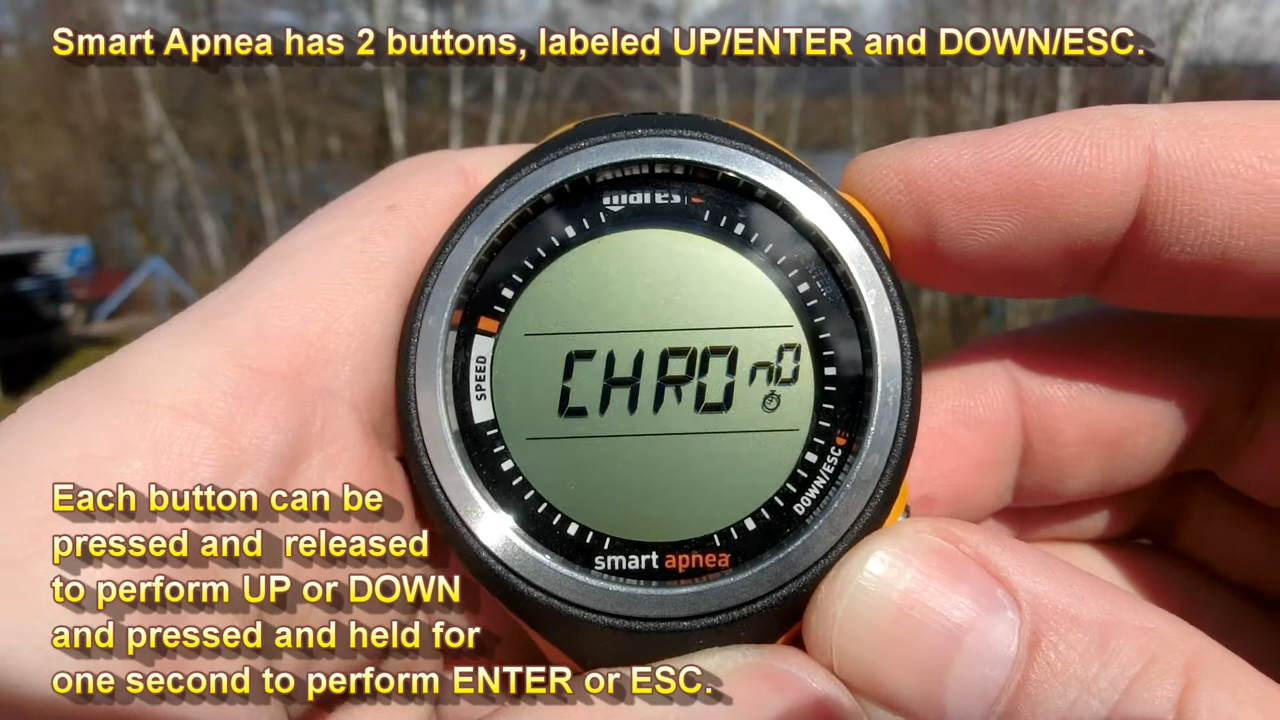 Smart Apnea has 2 buttons, labeled UP/ENTER and DOWN/ESC.
mares
SPEED
CHRO no
DOWN/ESC
smart apnea
Each button can be
pressed and released
to perform UP or DOWN
and pressed and held for
one second to perform ENTER or ESC.